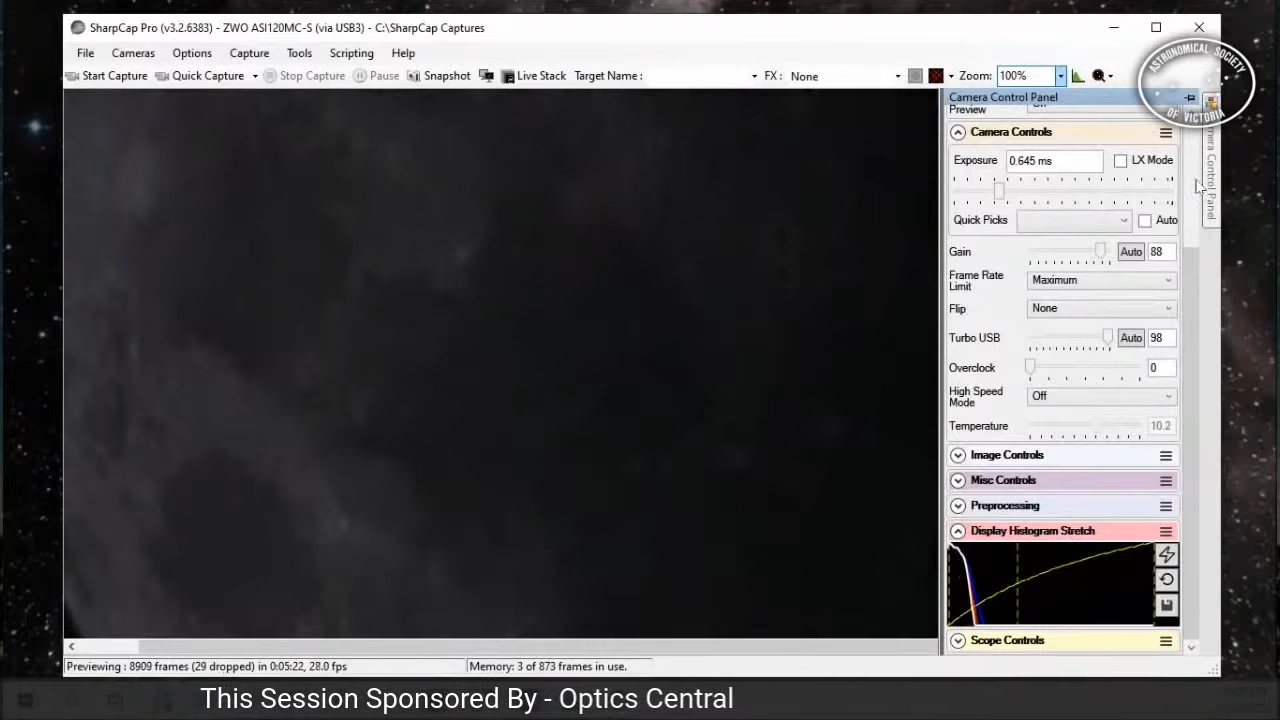 SharpCap Pro (v3.2.6383) - ZWO ASI120MC-S (via USB3) - C:\SharpCap Captures
File Cameras Options Capture Tools Scripting Help
Start Capture Quick Capture Stop Capture Pause Snapshot Live Stack Target Name : FX : None Zoom: 100%
ASTRONOMICAL SOCIETY
OF VICTORIA
Camera Control Panel
Preview
Camera Controls
Exposure 0.645 ms LX Mode
Quick Picks Auto
Gain Auto 88
Frame Rate
Limit Maximum
Flip None
Turbo USB Auto 98
Overclock 0
High Speed
Mode Off
Temperature 10.2
Image Controls
Misc Controls
Preprocessing
Display Histogram Stretch
Scope Controls
Camera Control Panel
Previewing : 8909 frames (29 dropped) in 0:05:22, 28.0 fps Memory: 3 of 873 frames in use.
This Session Sponsored By - Optics Central